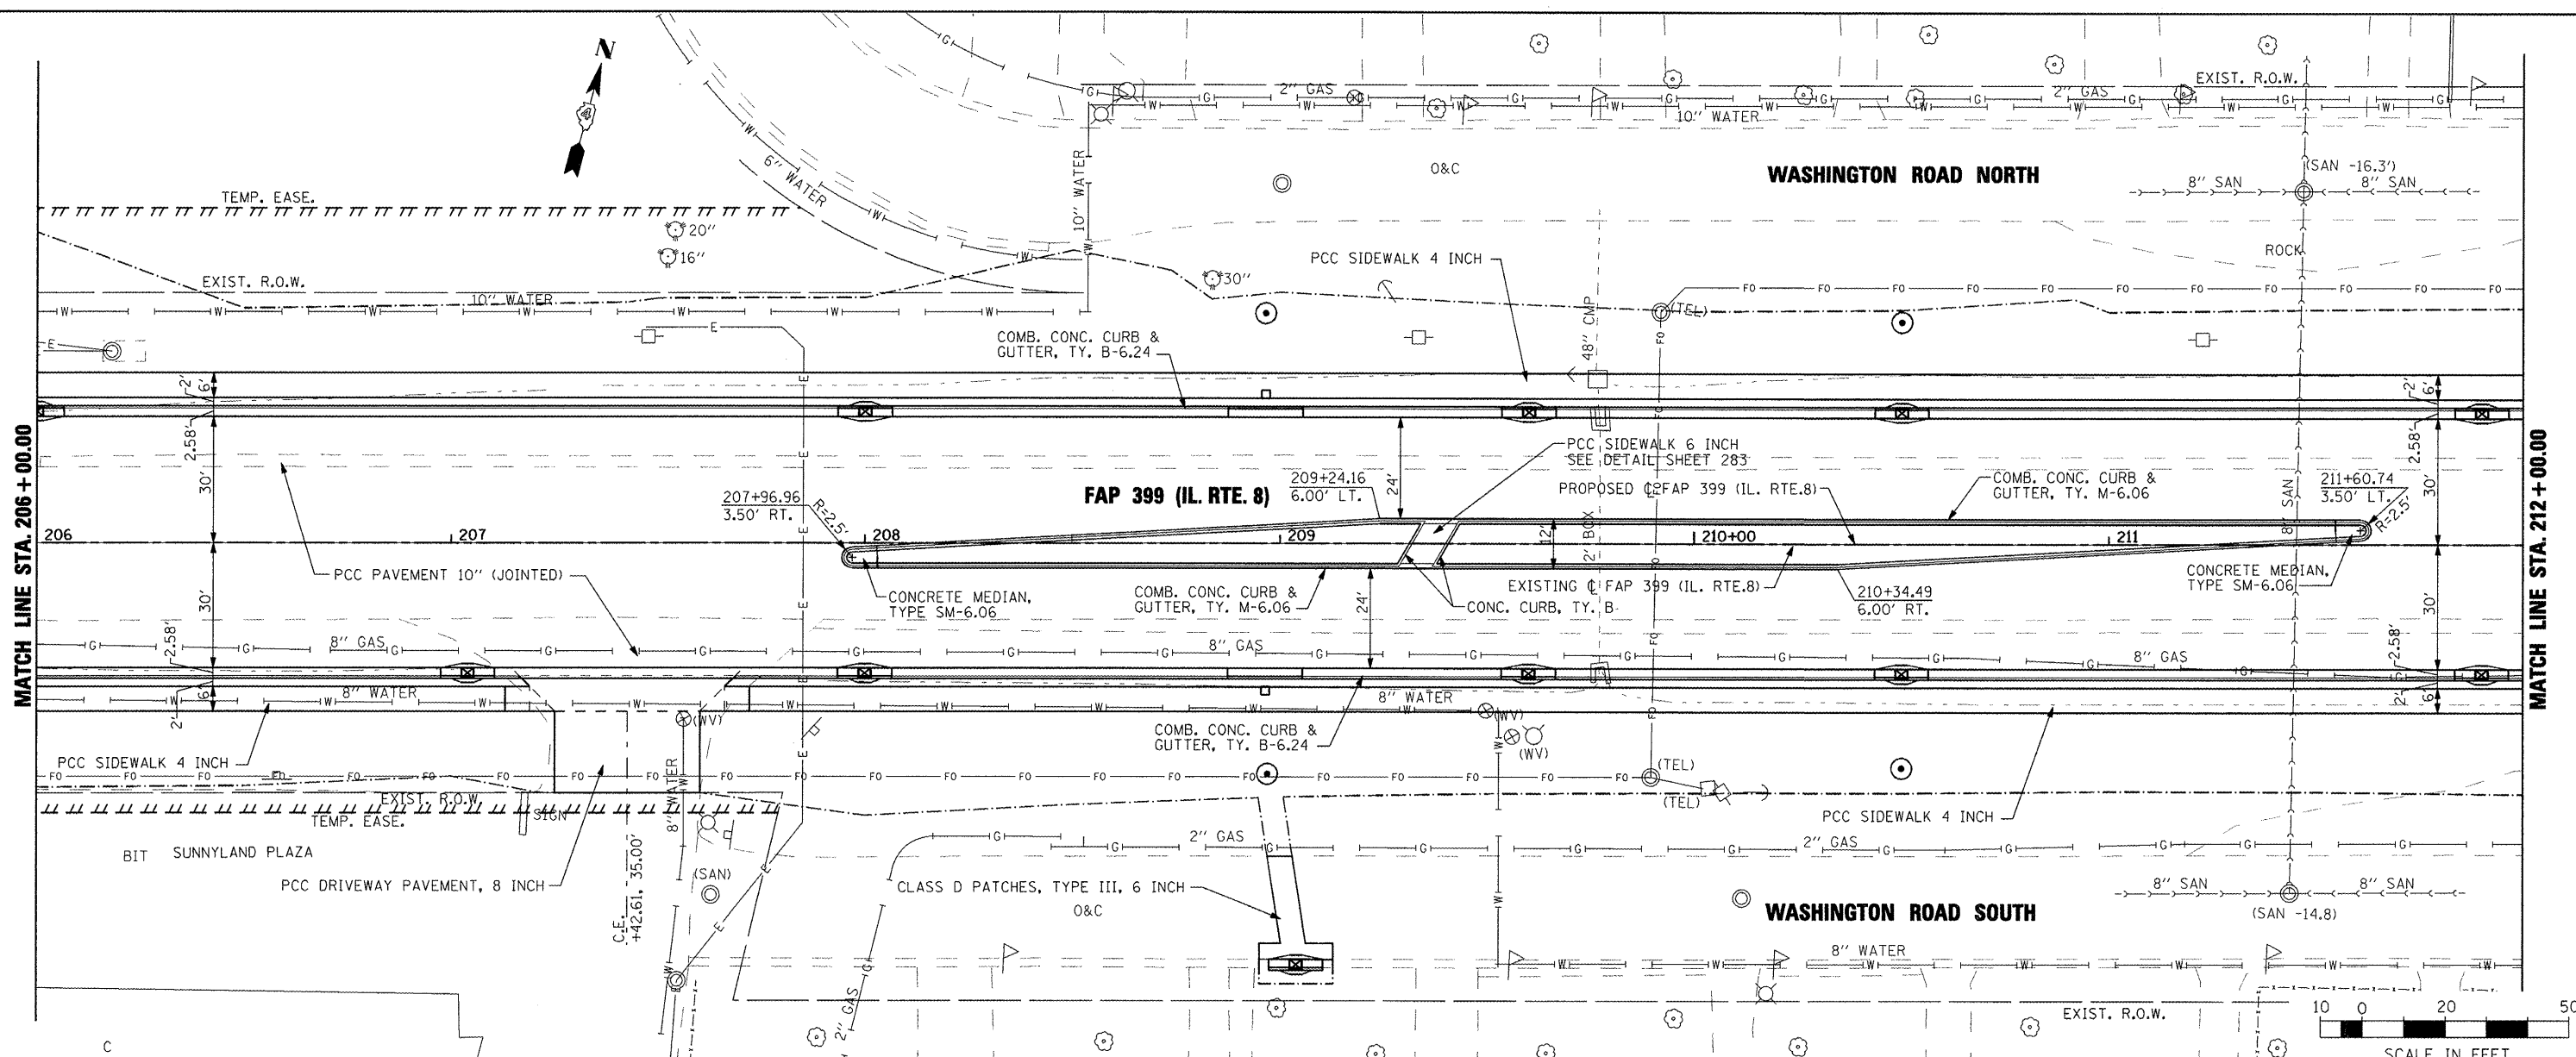 N
EXIST. R.O.W.
2" GAS
2" GAS
10" WATER
6" WATER
10" WATER
O&C
WASHINGTON ROAD NORTH
(SAN -16.3')
8" SAN
8" SAN
TEMP. EASE.
20"
16"
30"
ROCK
PCC SIDEWALK 4 INCH
EXIST. R.O.W.
10" WATER
(TEL)
COMB. CONC. CURB &
GUTTER, TY. B-6.24
48" CMP
2'
6'
2.58'
30'
2'
6'
2.58'
30'
MATCH LINE STA. 206 + 00.00
MATCH LINE STA. 212 + 00.00
PCC SIDEWALK 6 INCH
SEE DETAIL SHEET 283
24'
FAP 399 (IL. RTE. 8)
209+24.16
6.00' LT.
PROPOSED ℄ FAP 399 (IL. RTE.8)
COMB. CONC. CURB &
GUTTER, TY. M-6.06
211+60.74
3.50' LT.
R=2.5'
207+96.96
3.50' RT.
R=2.5'
206
207
208
209
210+00
211
12'
2' BOX
8" SAN
PCC PAVEMENT 10" (JOINTED)
CONCRETE MEDIAN,
TYPE SM-6.06
COMB. CONC. CURB &
GUTTER, TY. M-6.06
24'
EXISTING ℄ FAP 399 (IL. RTE.8)
CONC. CURB, TY. B
210+34.49
6.00' RT.
CONCRETE MEDIAN,
TYPE SM-6.06
30'
2.58'
6'
2'
30'
2.58'
6'
2'
8" GAS
8" GAS
8" GAS
8" WATER
8" WATER
(WV)
(WV)
(WV)
COMB. CONC. CURB &
GUTTER, TY. B-6.24
PCC SIDEWALK 4 INCH
(TEL)
(TEL)
EXIST. R.O.W.
TEMP. EASE.
SIGN
8" WATER
PCC SIDEWALK 4 INCH
BIT
SUNNYLAND PLAZA
PCC DRIVEWAY PAVEMENT, 8 INCH
C.E.
+42.61, 35.00'
(SAN)
2" GAS
2" GAS
CLASS D PATCHES, TYPE III, 6 INCH
O&C
WASHINGTON ROAD SOUTH
8" SAN
8" SAN
(SAN -14.8)
8" WATER
2" GAS
EXIST. R.O.W.
C
10 0 20 50
SCALE IN FEET